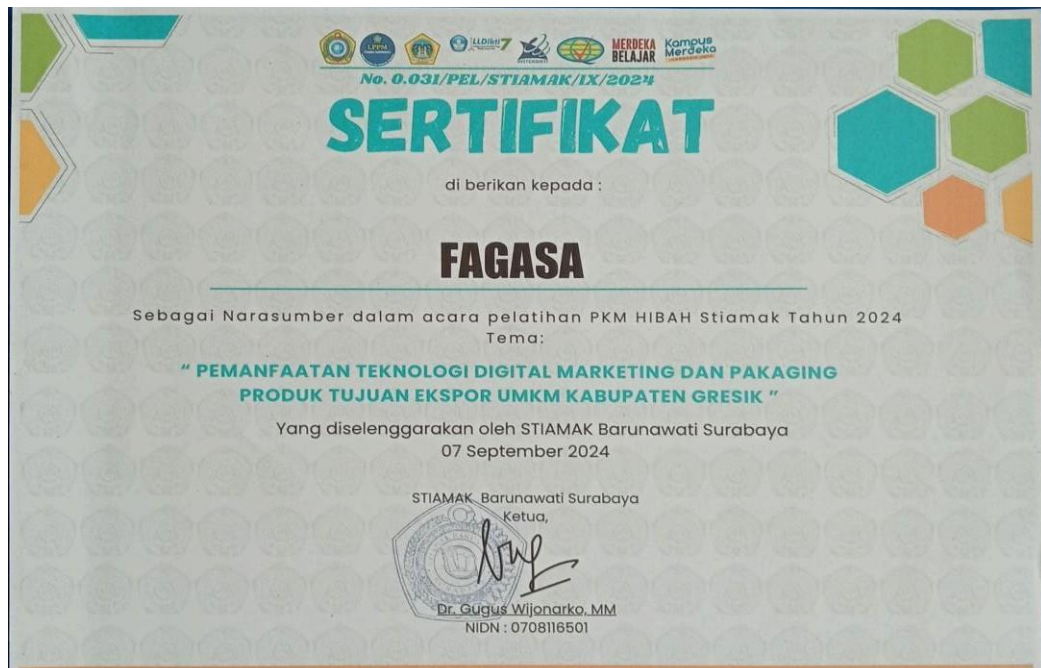 LPPM
LLDikti 7
MERDEKA
BELAJAR
Kampus
Merdeka
No. 0.031/PEL/STIAMAK/IX/2024
SERTIFIKAT
di berikan kepada :
FAGASA
Sebagai Narasumber dalam acara pelatihan PKM HIBAH Stiamak Tahun 2024
Tema:
“ PEMANFAATAN TEKNOLOGI DIGITAL MARKETING DAN PAKAGING
PRODUK TUJUAN EKSPOR UMKM KABUPATEN GRESIK ”
Yang diselenggarakan oleh STIAMAK Barunawati Surabaya
07 September 2024
STIAMAK Barunawati Surabaya
Ketua,
Dr. Gugus Wijonarko, MM
NIDN : 0708116501